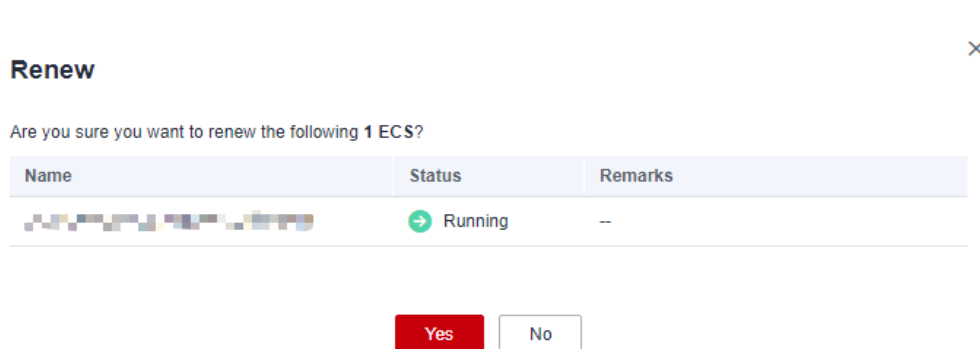 Renew
Are you sure you want to renew the following 1 ECS?
Name Status Remarks
Running --
Yes No